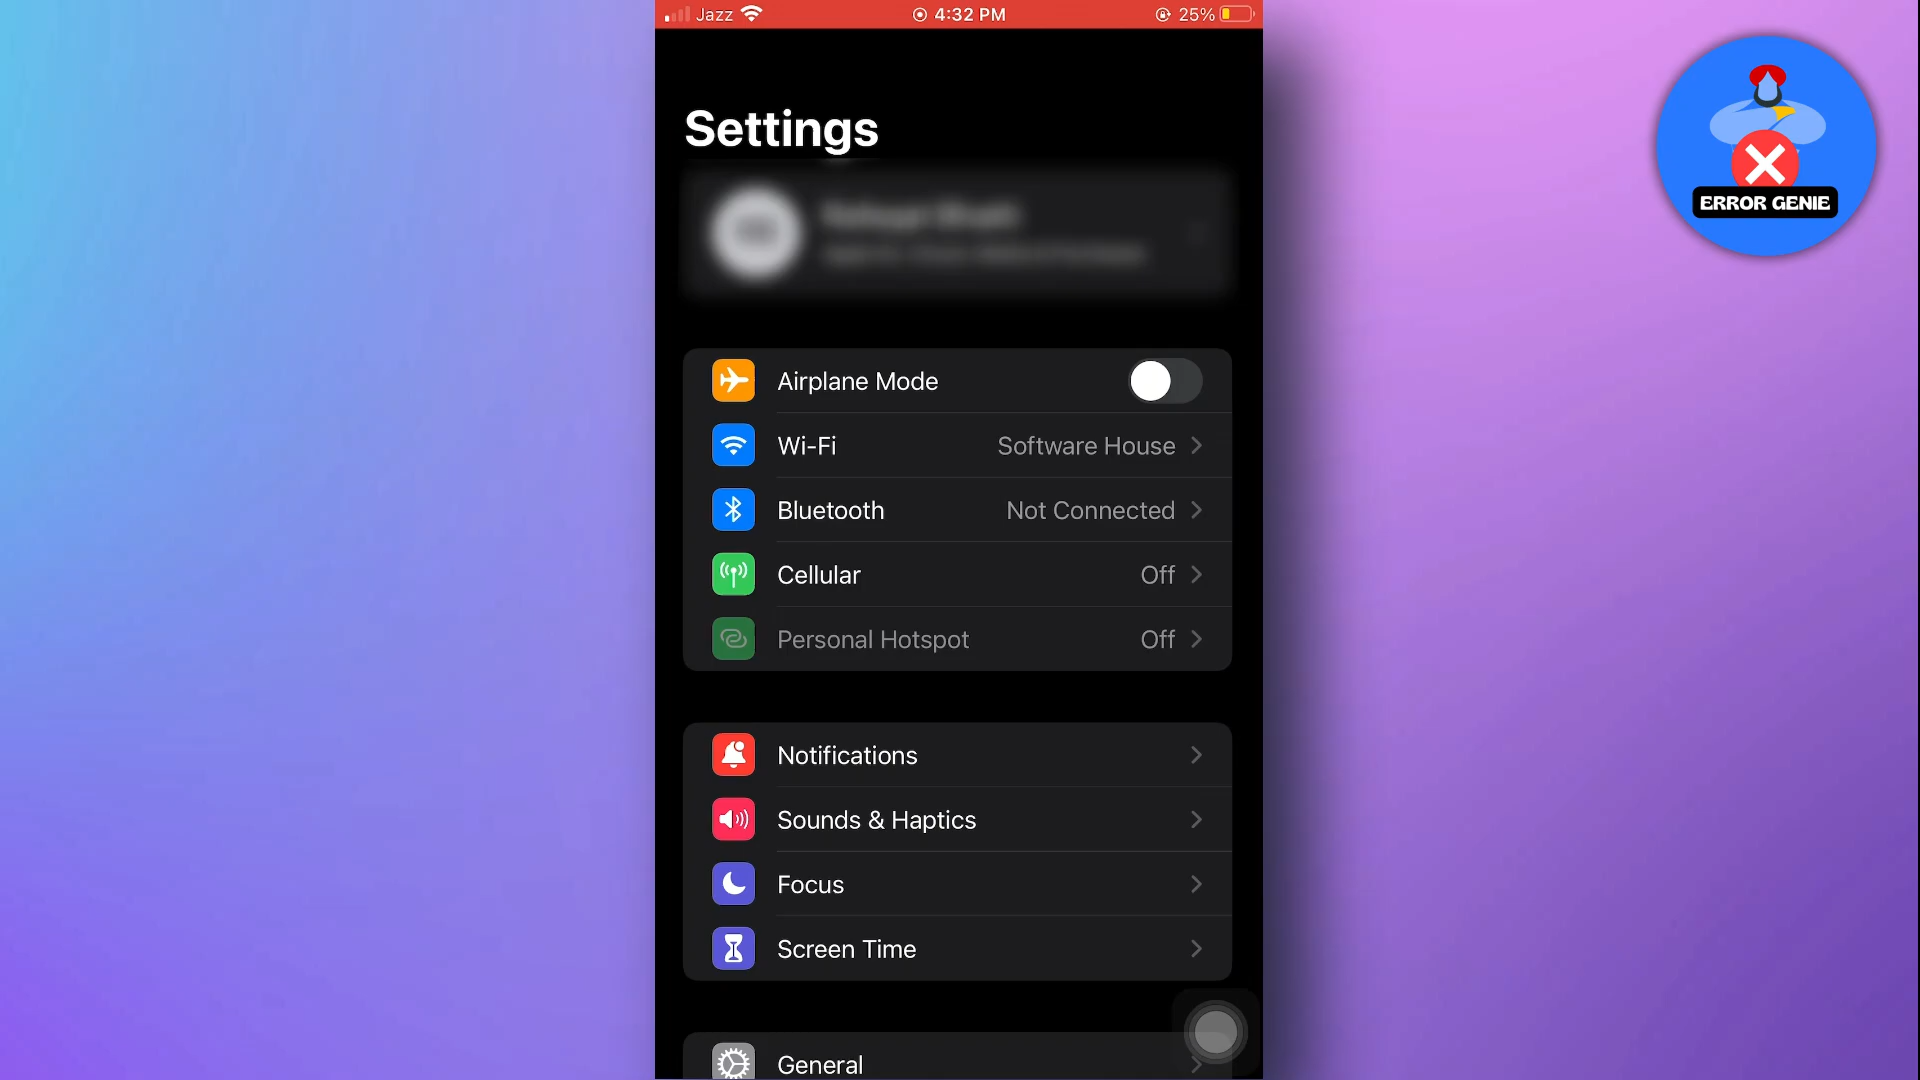 Jazz 4:32 PM 25%
ERROR GENIE
Settings
Airplane Mode
Wi-Fi Software House
Bluetooth Not Connected
Cellular Off
Personal Hotspot Off
Notifications
Sounds & Haptics
Focus
Screen Time
General